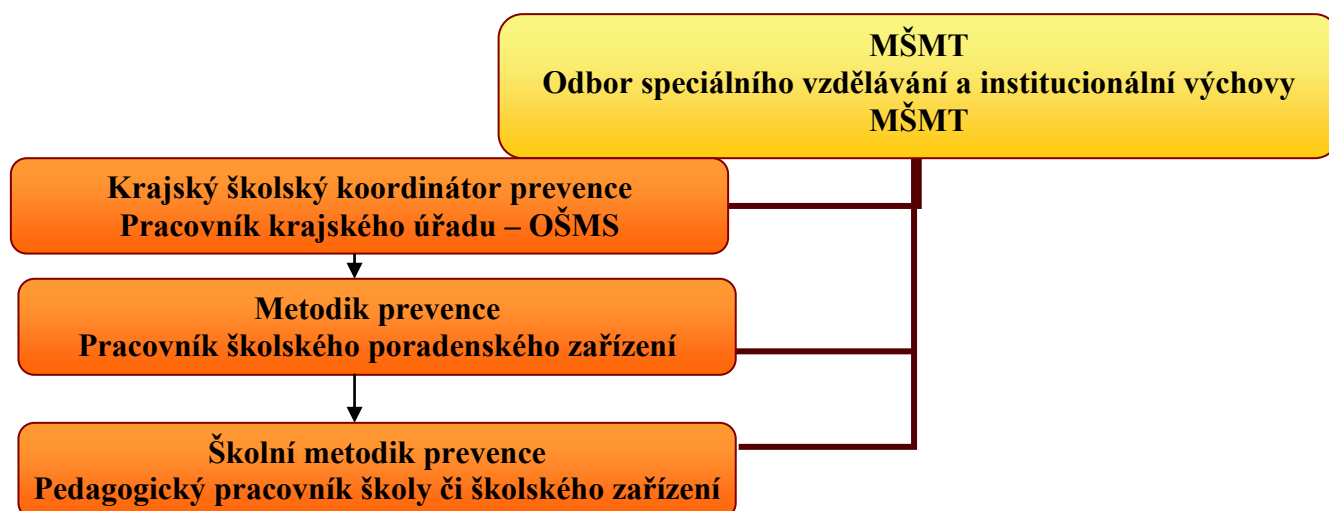 MŠMT
Odbor speciálního vzdělávání a institucionální výchovy
MŠMT
Krajský školský koordinátor prevence
Pracovník krajského úřadu – OŠMS
Metodik prevence
Pracovník školského poradenského zařízení
Školní metodik prevence
Pedagogický pracovník školy či školského zařízení